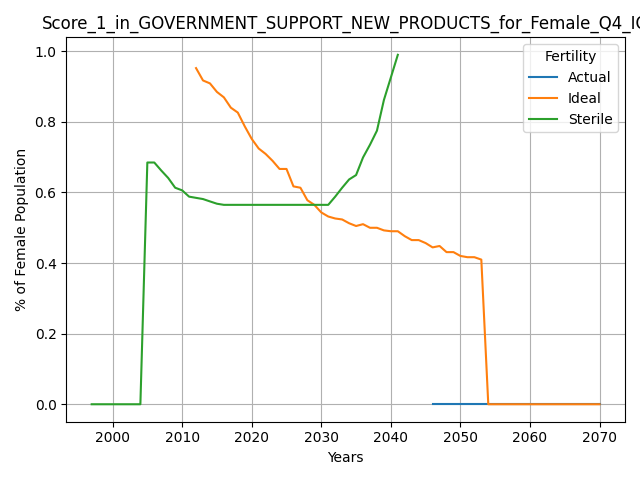 Score_1_in_GOVERNMENT_SUPPORT_NEW_PRODUCTS_for_Female_Q4_IQ
Fertility
Actual
Ideal
Sterile
% of Female Population
1.0
0.8
0.6
0.4
0.2
0.0
2000 2010 2020 2030 2040 2050 2060 2070
Years